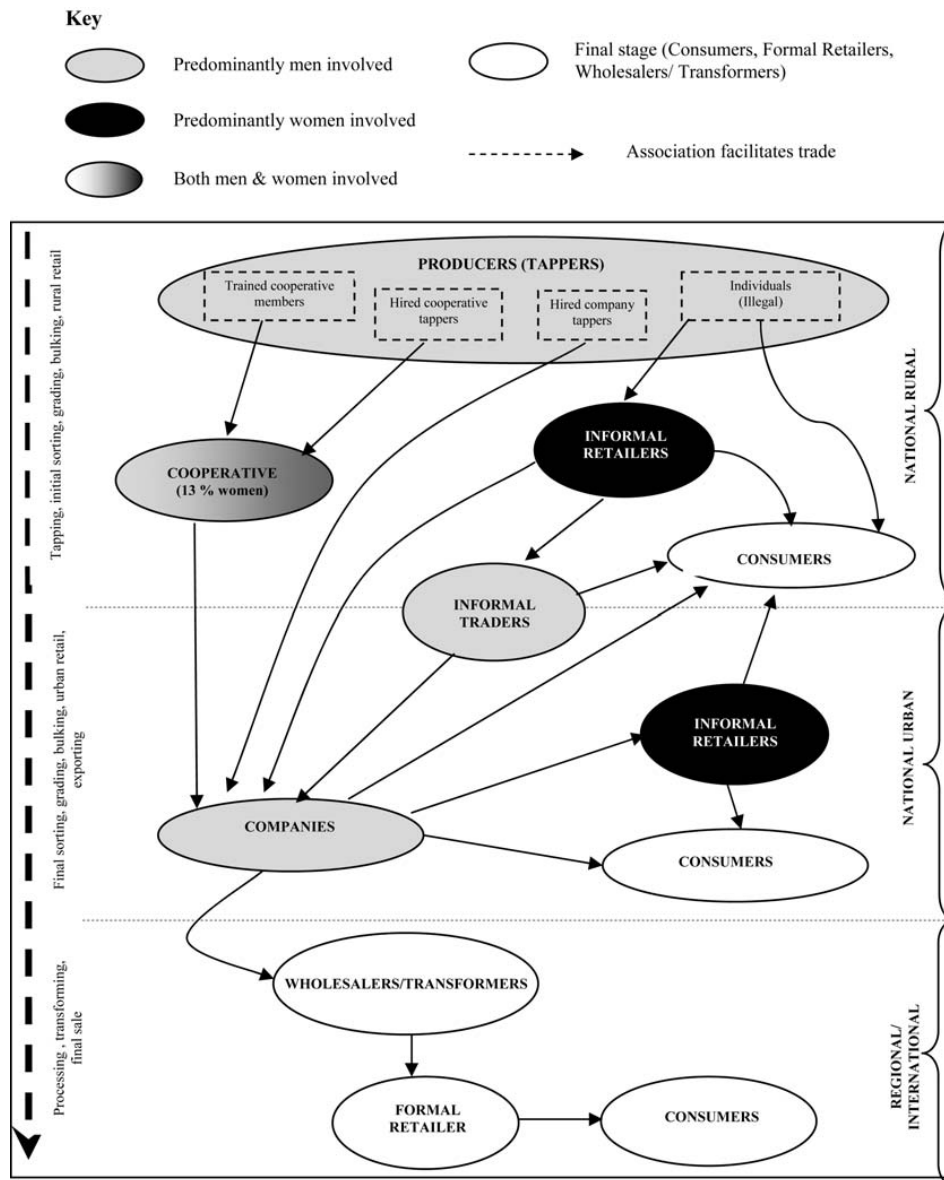 Key
Predominantly men involved
Final stage (Consumers, Formal Retailers,
Wholesalers/ Transformers)
Predominantly women involved
Association facilitates trade
Both men & women involved
PRODUCERS (TAPPERS)
Trained cooperative
members
Hired cooperative
tappers
Hired company
tappers
Individuals
(Illegal)
Tapping, initial sorting, grading, bulking, rural retail
NATIONAL RURAL
INFORMAL
RETAILERS
COOPERATIVE
(13 % women)
CONSUMERS
INFORMAL
TRADERS
Final sorting, grading, bulking, urban retail,
exporting
NATIONAL URBAN
INFORMAL
RETAILERS
COMPANIES
CONSUMERS
Processing , transforming,
final sale
REGIONAL/
INTERNATIONAL
WHOLESALERS/TRANSFORMERS
FORMAL
RETAILER
CONSUMERS